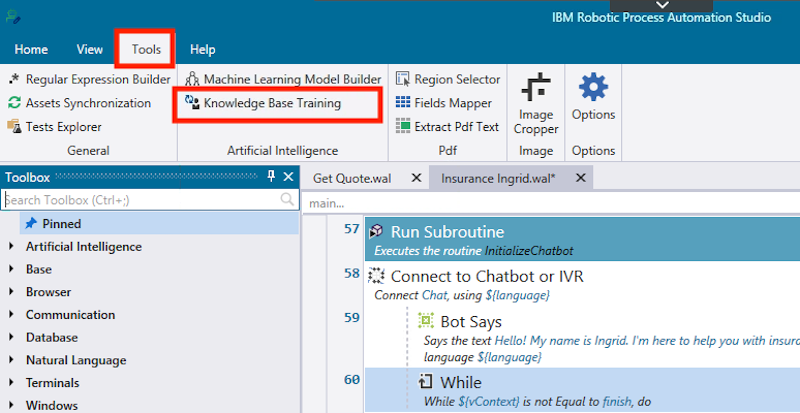 IBM Robotic Process Automation Studio
Home View Tools Help
Regular Expression Builder
Assets Synchronization
Tests Explorer
General
Machine Learning Model Builder
Knowledge Base Training
Artificial Intelligence
Region Selector
Fields Mapper
Extract Pdf Text
Pdf
Image
Cropper
Image
Options
Options
Toolbox
Search Toolbox (Ctrl+;)
Pinned
Artificial Intelligence
Base
Browser
Communication
Database
Natural Language
Terminals
Windows
Get Quote.wal Insurance Ingrid.wal*
main...
57 Run Subroutine
Executes the routine InitializeChatbot
58 Connect to Chatbot or IVR
Connect Chat, using ${language}
59 Bot Says
Says the text Hello! My name is Ingrid. I'm here to help you with insur
language ${language}
60 While
While ${vContext} is not Equal to finish, do